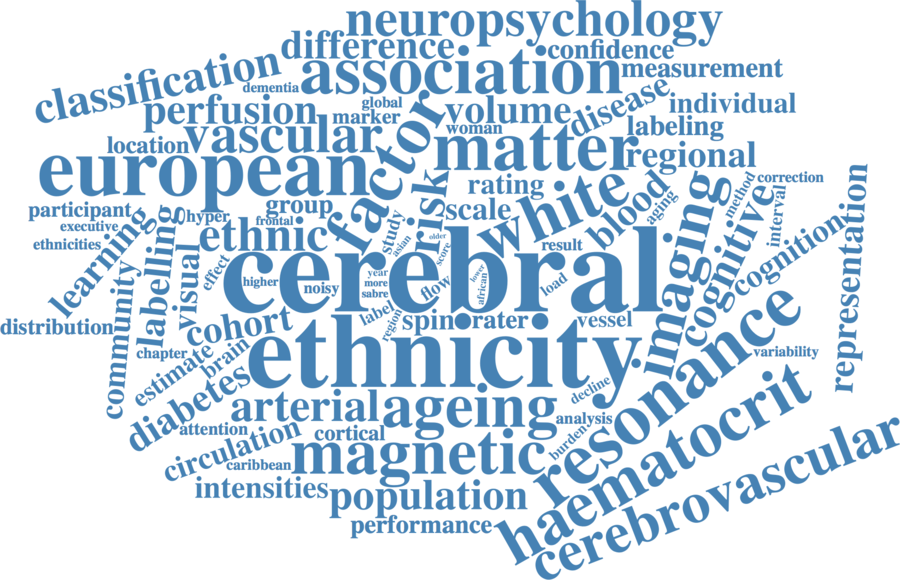 neuropsychology
difference
confidence
classification
association
measurement
dementia
perfusion
global
marker
volume
disease
individual
woman
labeling
location
vascular
factor
matter
regional
european
rating
white
blood
correction
participant
hyper
group
risk
scale
aging
imaging
method
cognitive
interval
representation
executive
ethnicities
learning
labelling
frontal
ethnic
study
asian
older
score
result
cognition
visual
effect
cerebral
higher
noisy
year
more
sabre
flow
lower
african
load
distribution
community
cohort
label
region
spin
rater
vessel
chapter
estimate
brain
ethnicity
variability
diabetes
decline
resonance
arterial
ageing
analysis
attention
cortical
burden
circulation
caribbean
magnetic
haematocrit
intensities
population
performance
cerebrovascular